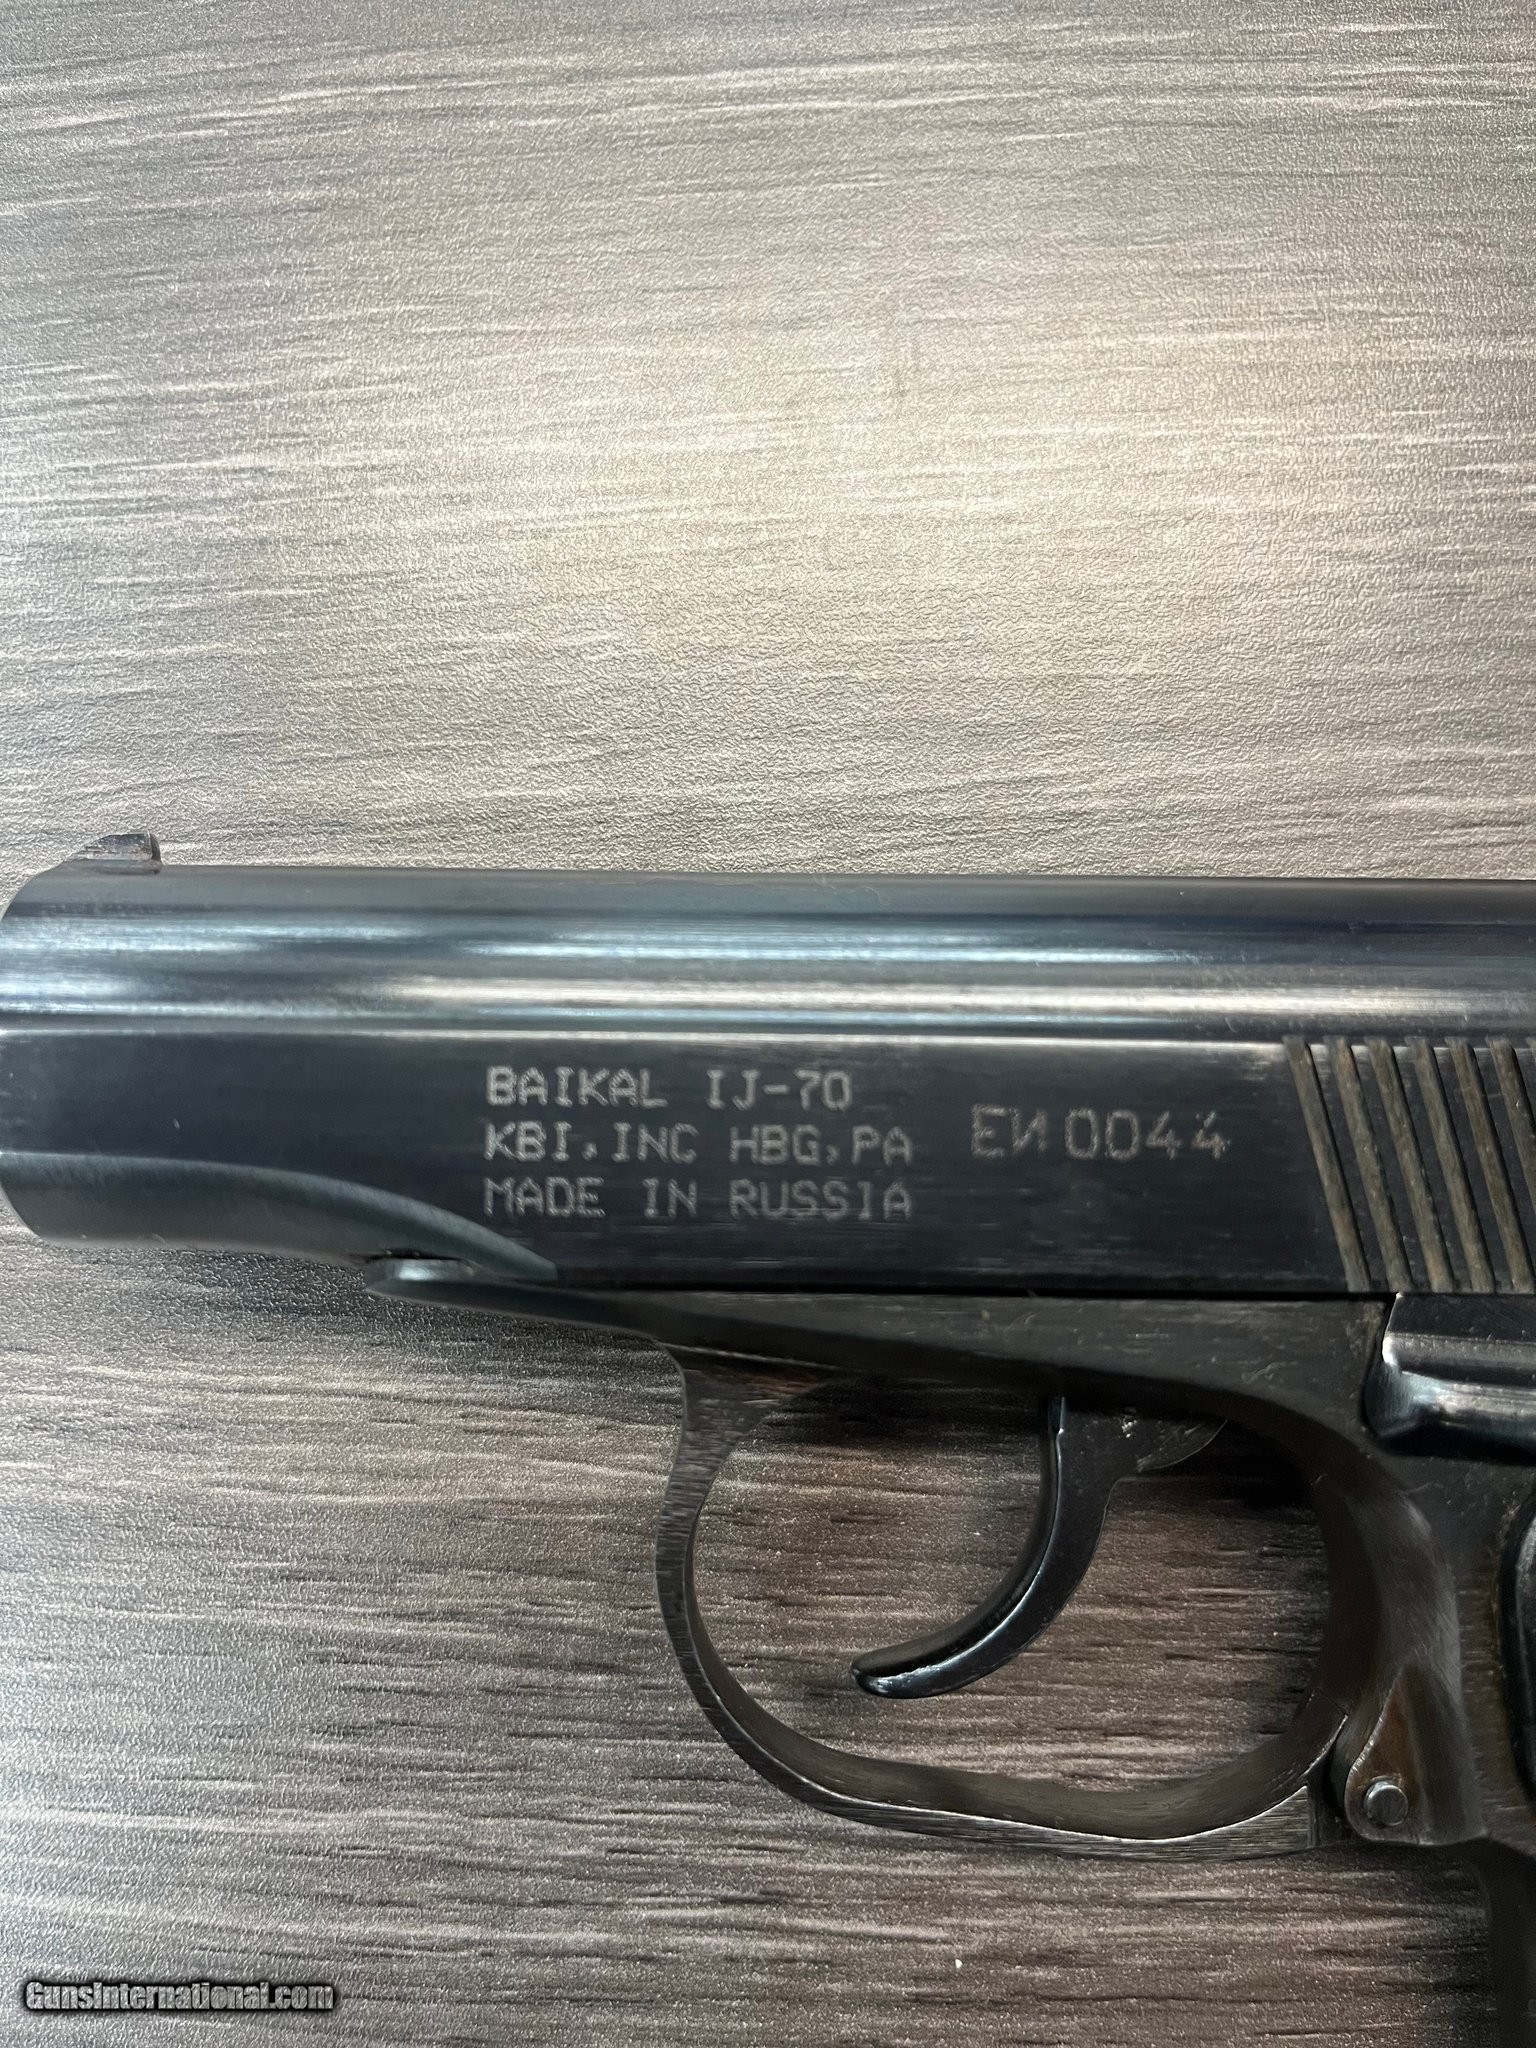 BAIKAL IJ-70
KBI, INC HBG, PA
MADE IN RUSSIA
ЕИ 0044
GunsInternational.com